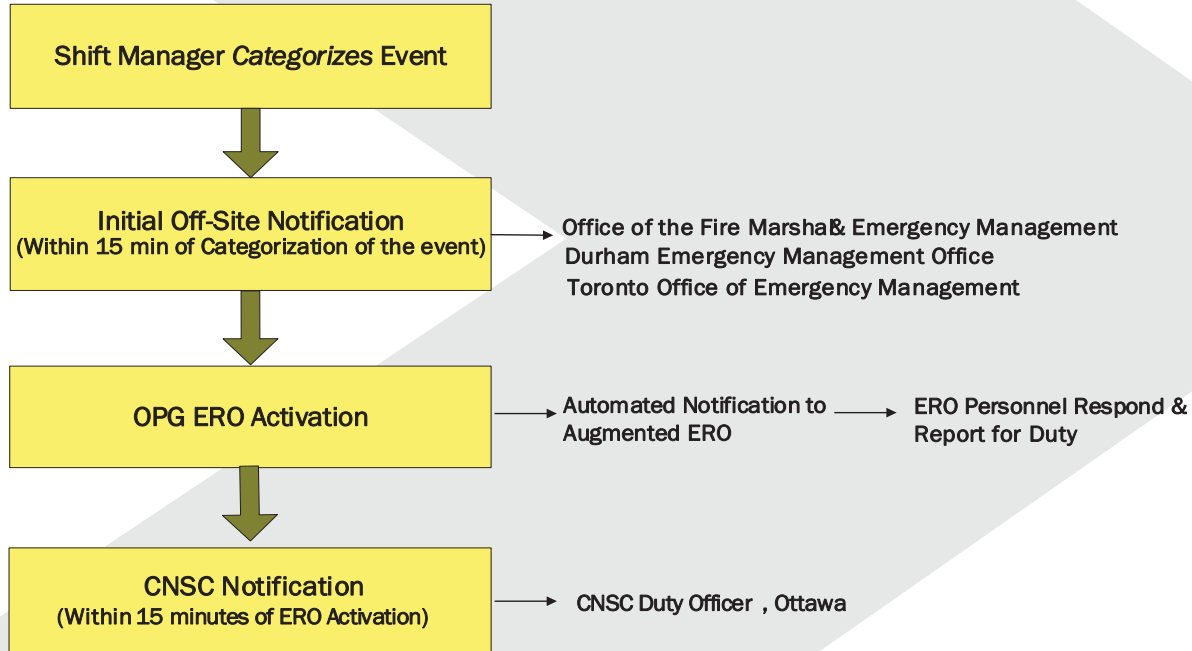 Shift Manager Categorizes Event
Initial Off-Site Notification
(Within 15 min of Categorization of the event)
Office of the Fire Marshal& Emergency Management
Durham Emergency Management Office
Toronto Office of Emergency Management
OPG ERO Activation
Automated Notification to
Augmented ERO
ERO Personnel Respond &
Report for Duty
CNSC Notification
(Within 15 minutes of ERO Activation)
CNSC Duty Officer , Ottawa